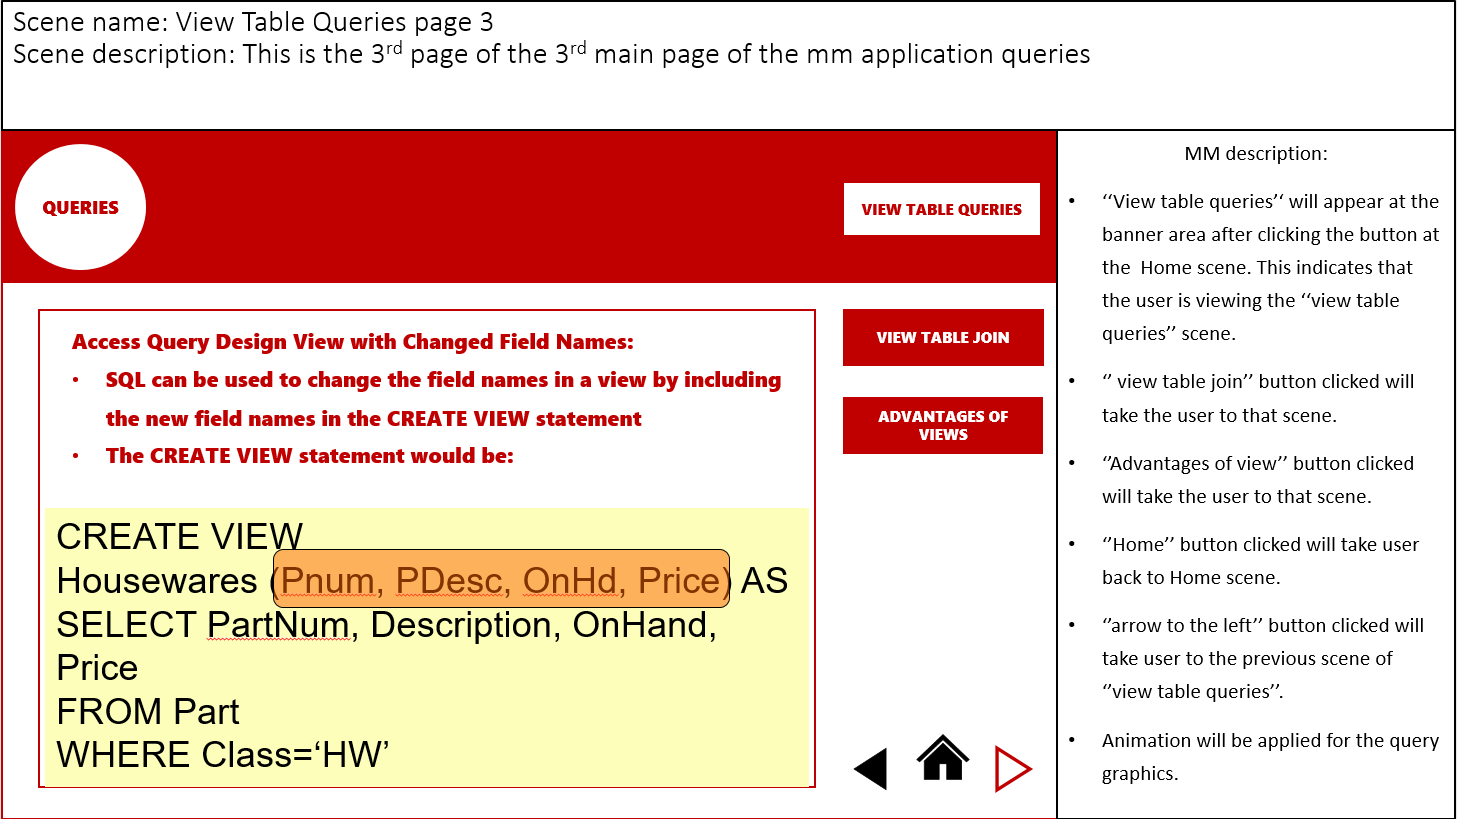 Scene name: View Table Queries page 3
Scene description: This is the 3rd page of the 3rd main page of the mm application queries
QUERIES
VIEW TABLE QUERIES
Access Query Design View with Changed Field Names:
• SQL can be used to change the field names in a view by including
the new field names in the CREATE VIEW statement
• The CREATE VIEW statement would be:
CREATE VIEW
Housewares (Pnum, PDesc, OnHd, Price) AS
SELECT PartNum, Description, OnHand,
Price
FROM Part
WHERE Class=‘HW’
VIEW TABLE JOIN
ADVANTAGES OF
VIEWS
MM description:
• ‘‘View table queries’‘ will appear at the
banner area after clicking the button at
the Home scene. This indicates that
the user is viewing the ‘‘view table
queries’’ scene.
• ‘’ view table join’’ button clicked will
take the user to that scene.
• ‘’Advantages of view’’ button clicked
will take the user to that scene.
• ‘’Home’’ button clicked will take user
back to Home scene.
• ‘’arrow to the left’’ button clicked will
take user to the previous scene of
‘’view table queries’’.
• Animation will be applied for the query
graphics.